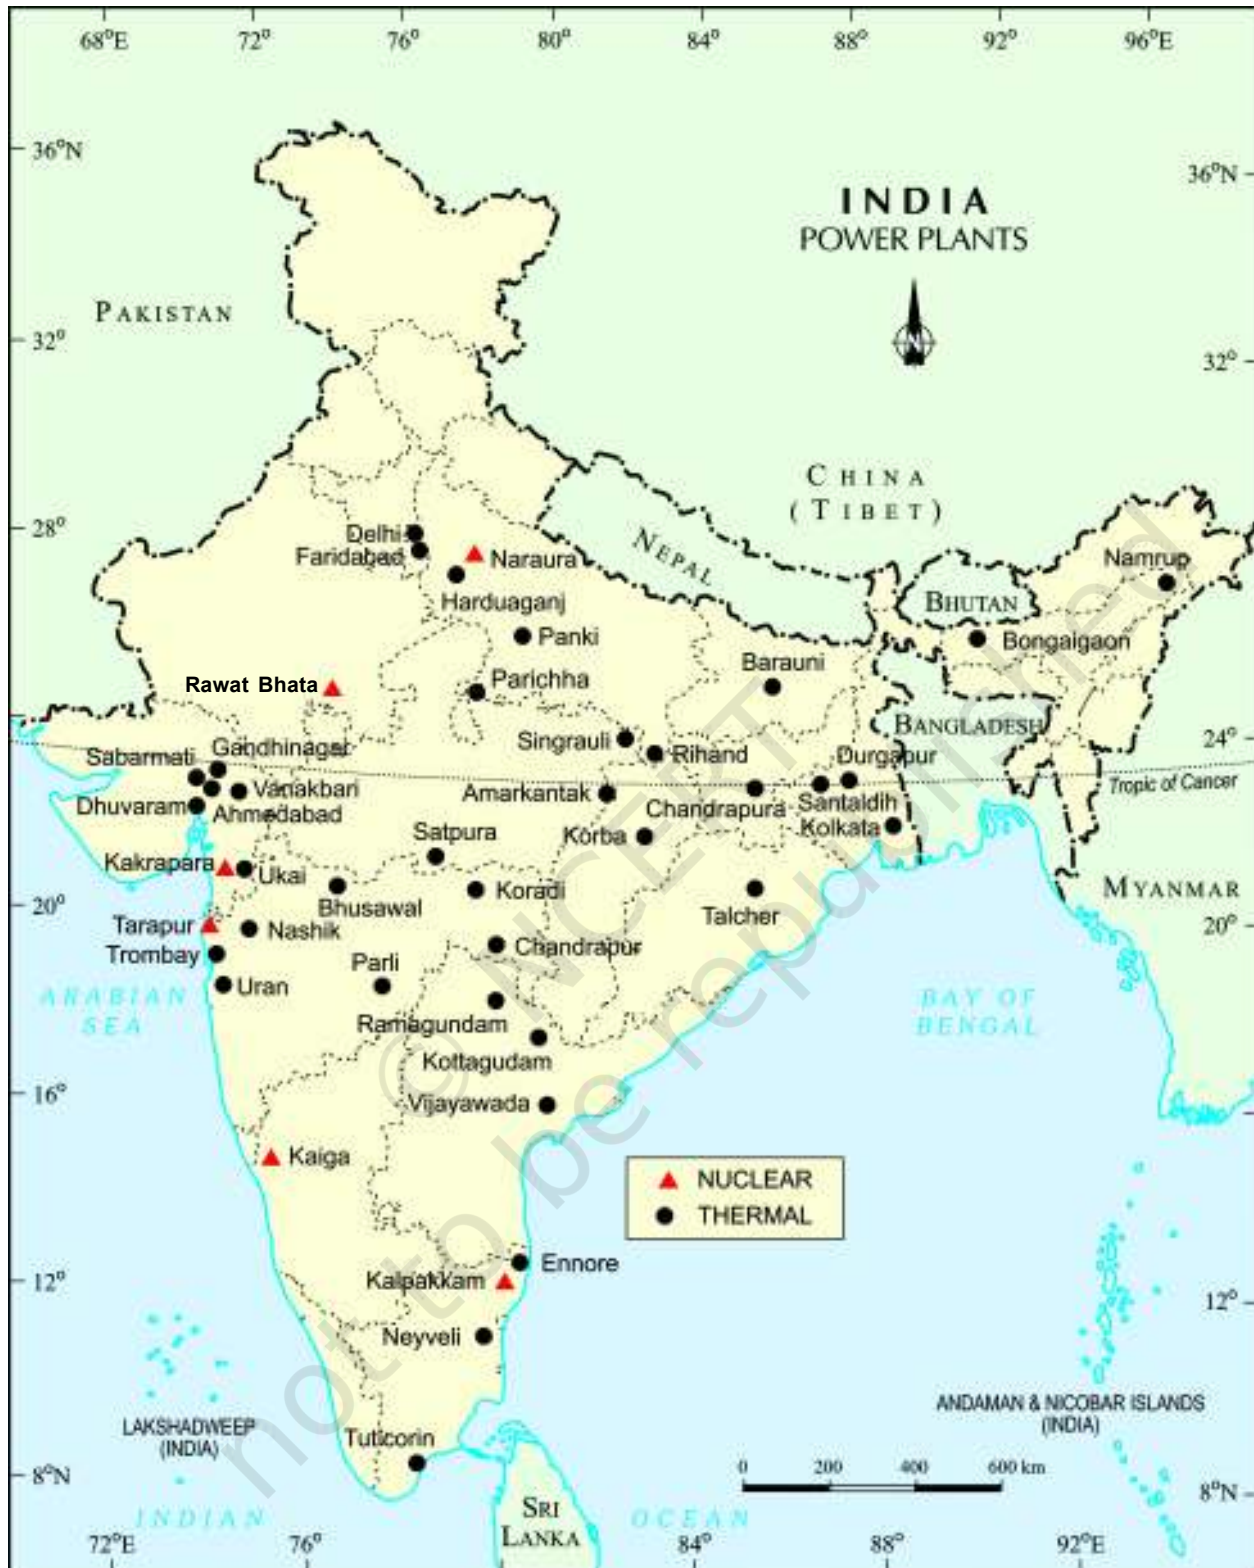 68°E 72° 76° 80° 84° 88° 92° 96°E
36°N
36°N
INDIA
POWER PLANTS
N
PAKISTAN
32°
32°
CHINA
(TIBET)
28°
Delhi
Faridabad
Naraura
NEPAL
Namrup
Harduaganj
BHUTAN
Panki
Bongaigaon
Barauni
Rawat Bhata
Parichha
BANGLADESH
Singrauli
Rihand
Durgapur
24°
Sabarmati
Gandhinagar
Tropic of Cancer
Vanakbari
Amarkantak
Chandrapura
Santaldih
Dhuvaram
Ahmedabad
Satpura
Korba
Kolkata
Kakrapara
Ukai
Bhusawal
Koradi
MYANMAR
20°
Talcher
20°
Tarapur
Nashik
Trombay
Parli
Chandrapur
Uran
ARABIAN
SEA
BAY OF
BENGAL
Ramagundam
Kottagudam
16°
Vijayawada
Kaiga
NUCLEAR
THERMAL
Ennore
12°
Kalpakkam
12°
Neyveli
LAKSHADWEEP
(INDIA)
ANDAMAN & NICOBAR ISLANDS
(INDIA)
Tuticorin
0 200 400 600 km
8°N
8°N
SRI
LANKA
INDIAN OCEAN
72°E 76° 84° 88° 92°E
© NCERT
not to be republished